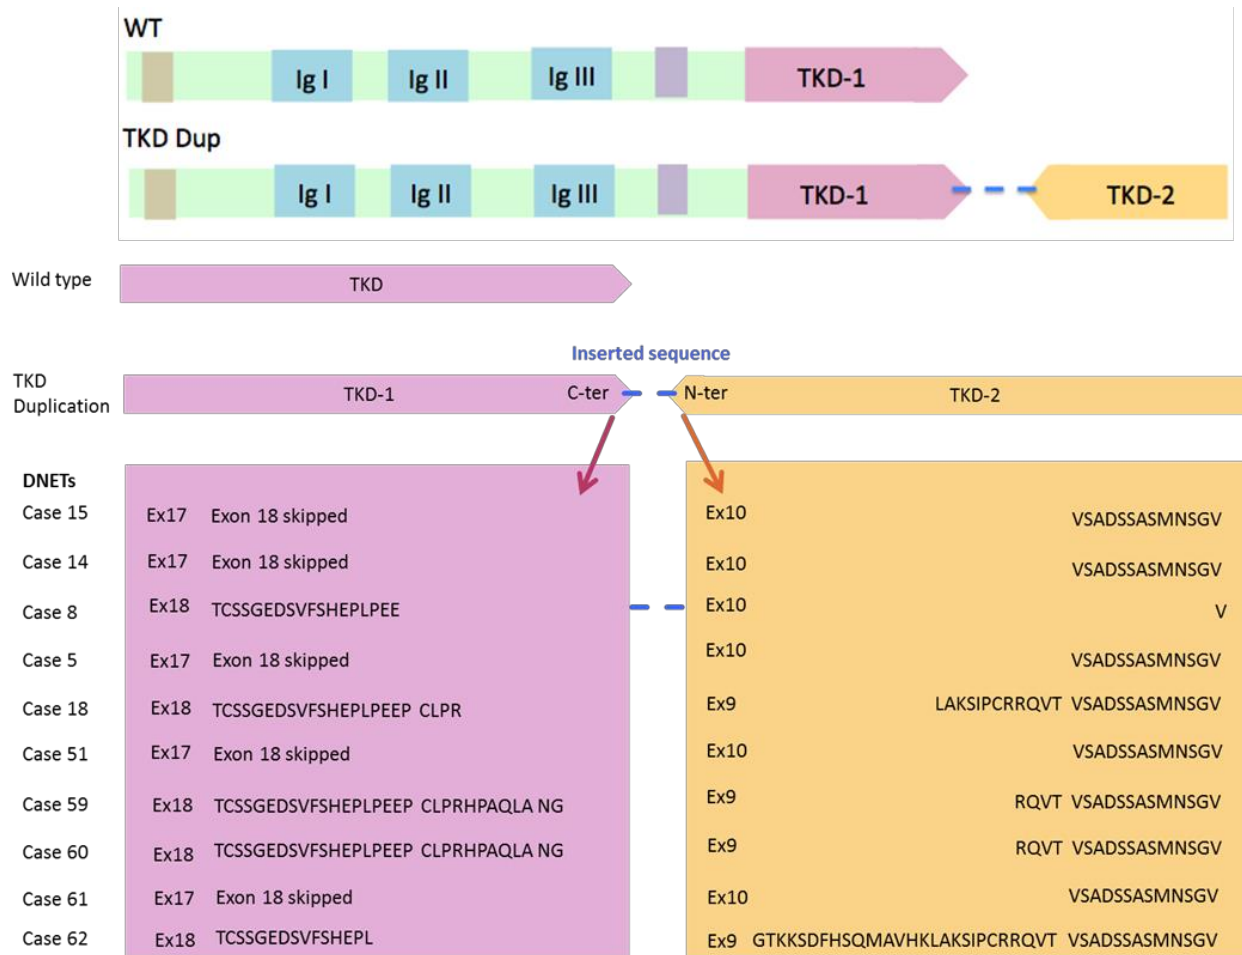 WT
Ig I Ig II Ig III TKD-1
TKD Dup
Ig I Ig II Ig III TKD-1 TKD-2
Wild type TKD
Inserted sequence
TKD
Duplication
TKD-1 C-ter N-ter TKD-2
DNETs
Case 15 Ex17 Exon 18 skipped Ex10 VSADSSASMNSGV
Case 14 Ex17 Exon 18 skipped Ex10 VSADSSASMNSGV
Case 8 Ex18 TCSSGEDSVFSHEPLPEE Ex10 V
Case 5 Ex17 Exon 18 skipped Ex10 VSADSSASMNSGV
Case 18 Ex18 TCSSGEDSVFSHEPLPEEP CLPR Ex9 LAKSIPCRRQVT VSADSSASMNSGV
Case 51 Ex17 Exon 18 skipped Ex10 VSADSSASMNSGV
Case 59 Ex18 TCSSGEDSVFSHEPLPEEP CLPRHPAQLA NG Ex9 RQVT VSADSSASMNSGV
Case 60 Ex18 TCSSGEDSVFSHEPLPEEP CLPRHPAQLA NG Ex9 RQVT VSADSSASMNSGV
Case 61 Ex17 Exon 18 skipped Ex10 VSADSSASMNSGV
Case 62 Ex18 TCSSGEDSVFSHEPL Ex9 GTKKSDFHSQMAVHKLAKSIPCRRQVT VSADSSASMNSGV